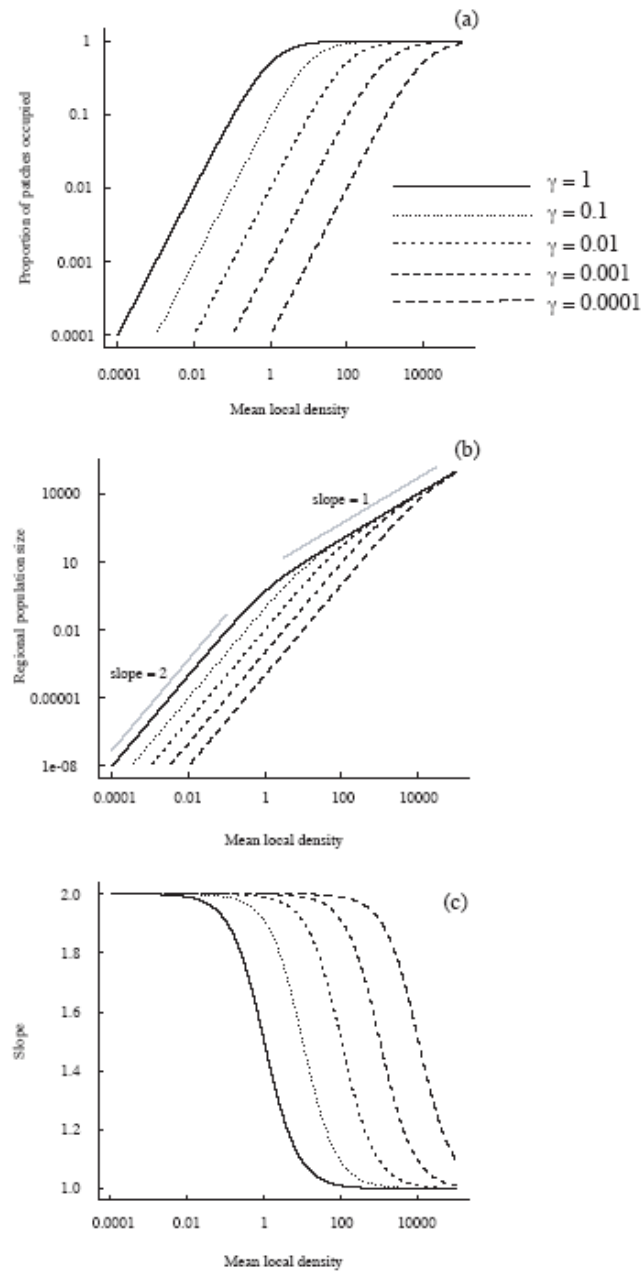 (a)
Proportion of patches occupied
1
0.1
0.01
0.001
0.0001
0.0001 0.01 1 100 10000
Mean local density
γ = 1
γ = 0.1
γ = 0.01
γ = 0.001
γ = 0.0001
(b)
Regional population size
10000
10
0.01
0.00001
1e-08
slope = 1
slope = 2
0.0001 0.01 1 100 10000
Mean local density
(c)
Slope
2.0
1.8
1.6
1.4
1.2
1.0
0.0001 0.01 1 100 10000
Mean local density